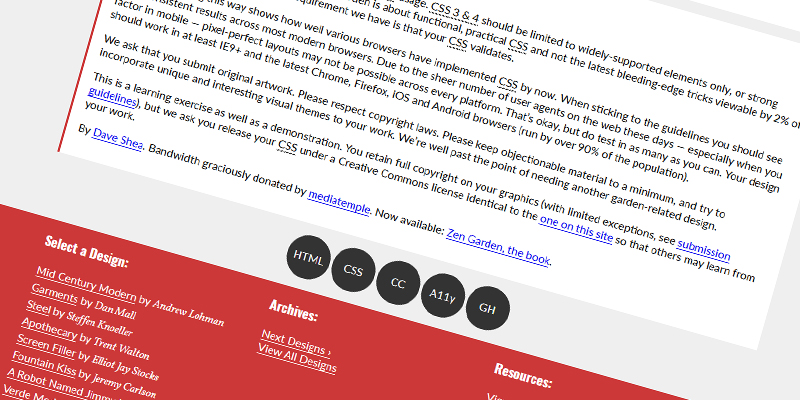 usage. CSS 3 & 4 should be limited to widely-supported elements only, or strong
is about functional, practical CSS and not the latest bleeding-edge tricks viewable by 2% of
requirement we have is that your CSS validates.
this way shows how well various browsers have implemented CSS by now. When sticking to the guidelines you should see
consistent results across most modern browsers. Due to the sheer number of user agents on the web these days — especially when you
factor in mobile — pixel-perfect layouts may not be possible across every platform. That's okay, but do test in as many as you can. Your design
should work in at least IE9+ and the latest Chrome, Firefox, iOS and Android browsers (run by over 90% of the population).
We ask that you submit original artwork. Please respect copyright laws. Please keep objectionable material to a minimum, and try to
incorporate unique and interesting visual themes to your work. We're well past the point of needing another garden-related design.
This is a learning exercise as well as a demonstration. You retain full copyright on your graphics (with limited exceptions, see submission
guidelines), but we ask you release your CSS under a Creative Commons license identical to the one on this site so that others may learn from
your work.
By Dave Shea. Bandwidth graciously donated by mediatemple. Now available: Zen Garden, the book.
HTML
CSS
CC
A11y
GH
Select a Design:
Mid Century Modern by Andrew Lohman
Garments by Dan Mall
Steel by Steffen Knoeller
Apothecary by Trent Walton
Screen Filler by Elliot Jay Stocks
Fountain Kiss by Jeremy Carlson
A Robot Named Jimmy
Verde Mo
Archives:
Next Designs ›
View All Designs
Resources: